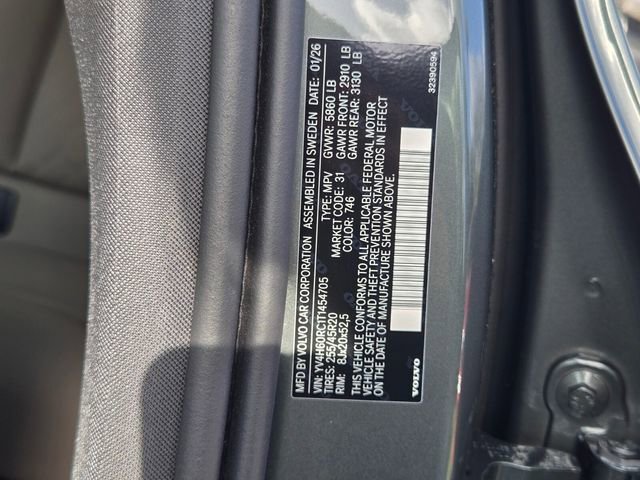 MFD BY VOLVO CAR CORPORATION ASSEMBLED IN SWEDEN DATE: 01/26
VIN: YV4H60RC1T1454705 TYPE: MPV GVWR: 5860 LB
TIRES: 255/45R20 MARKET CODE: 31 GAWR FRONT: 2910 LB
RIM: 8Jx20x52,5 COLOR: 746 GAWR REAR: 3130 LB
THIS VEHICLE CONFORMS TO ALL APPLICABLE FEDERAL MOTOR
VEHICLE SAFETY AND THEFT PREVENTION STANDARDS IN EFFECT
ON THE DATE OF MANUFACTURE SHOWN ABOVE.
VOLVO 32390594